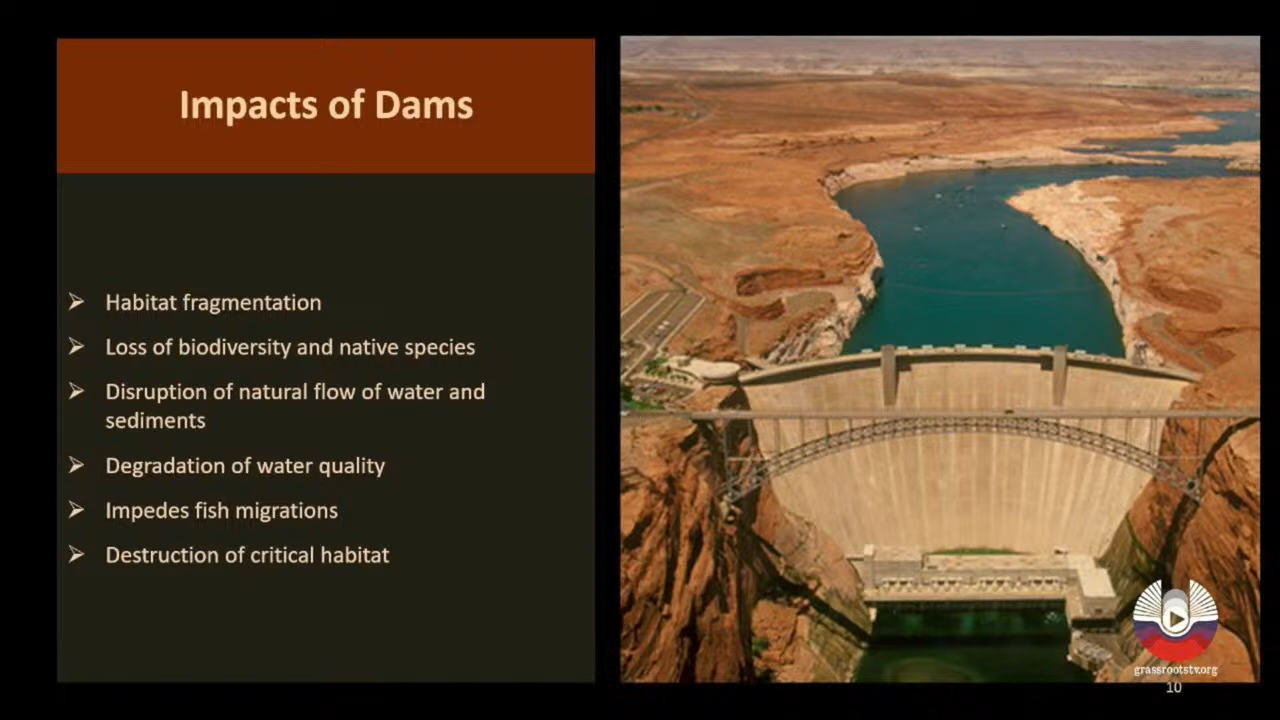 Impacts of Dams
Habitat fragmentation
Loss of biodiversity and native species
Disruption of natural flow of water and
sediments
Degradation of water quality
Impedes fish migrations
Destruction of critical habitat
grassrootstv.org
10